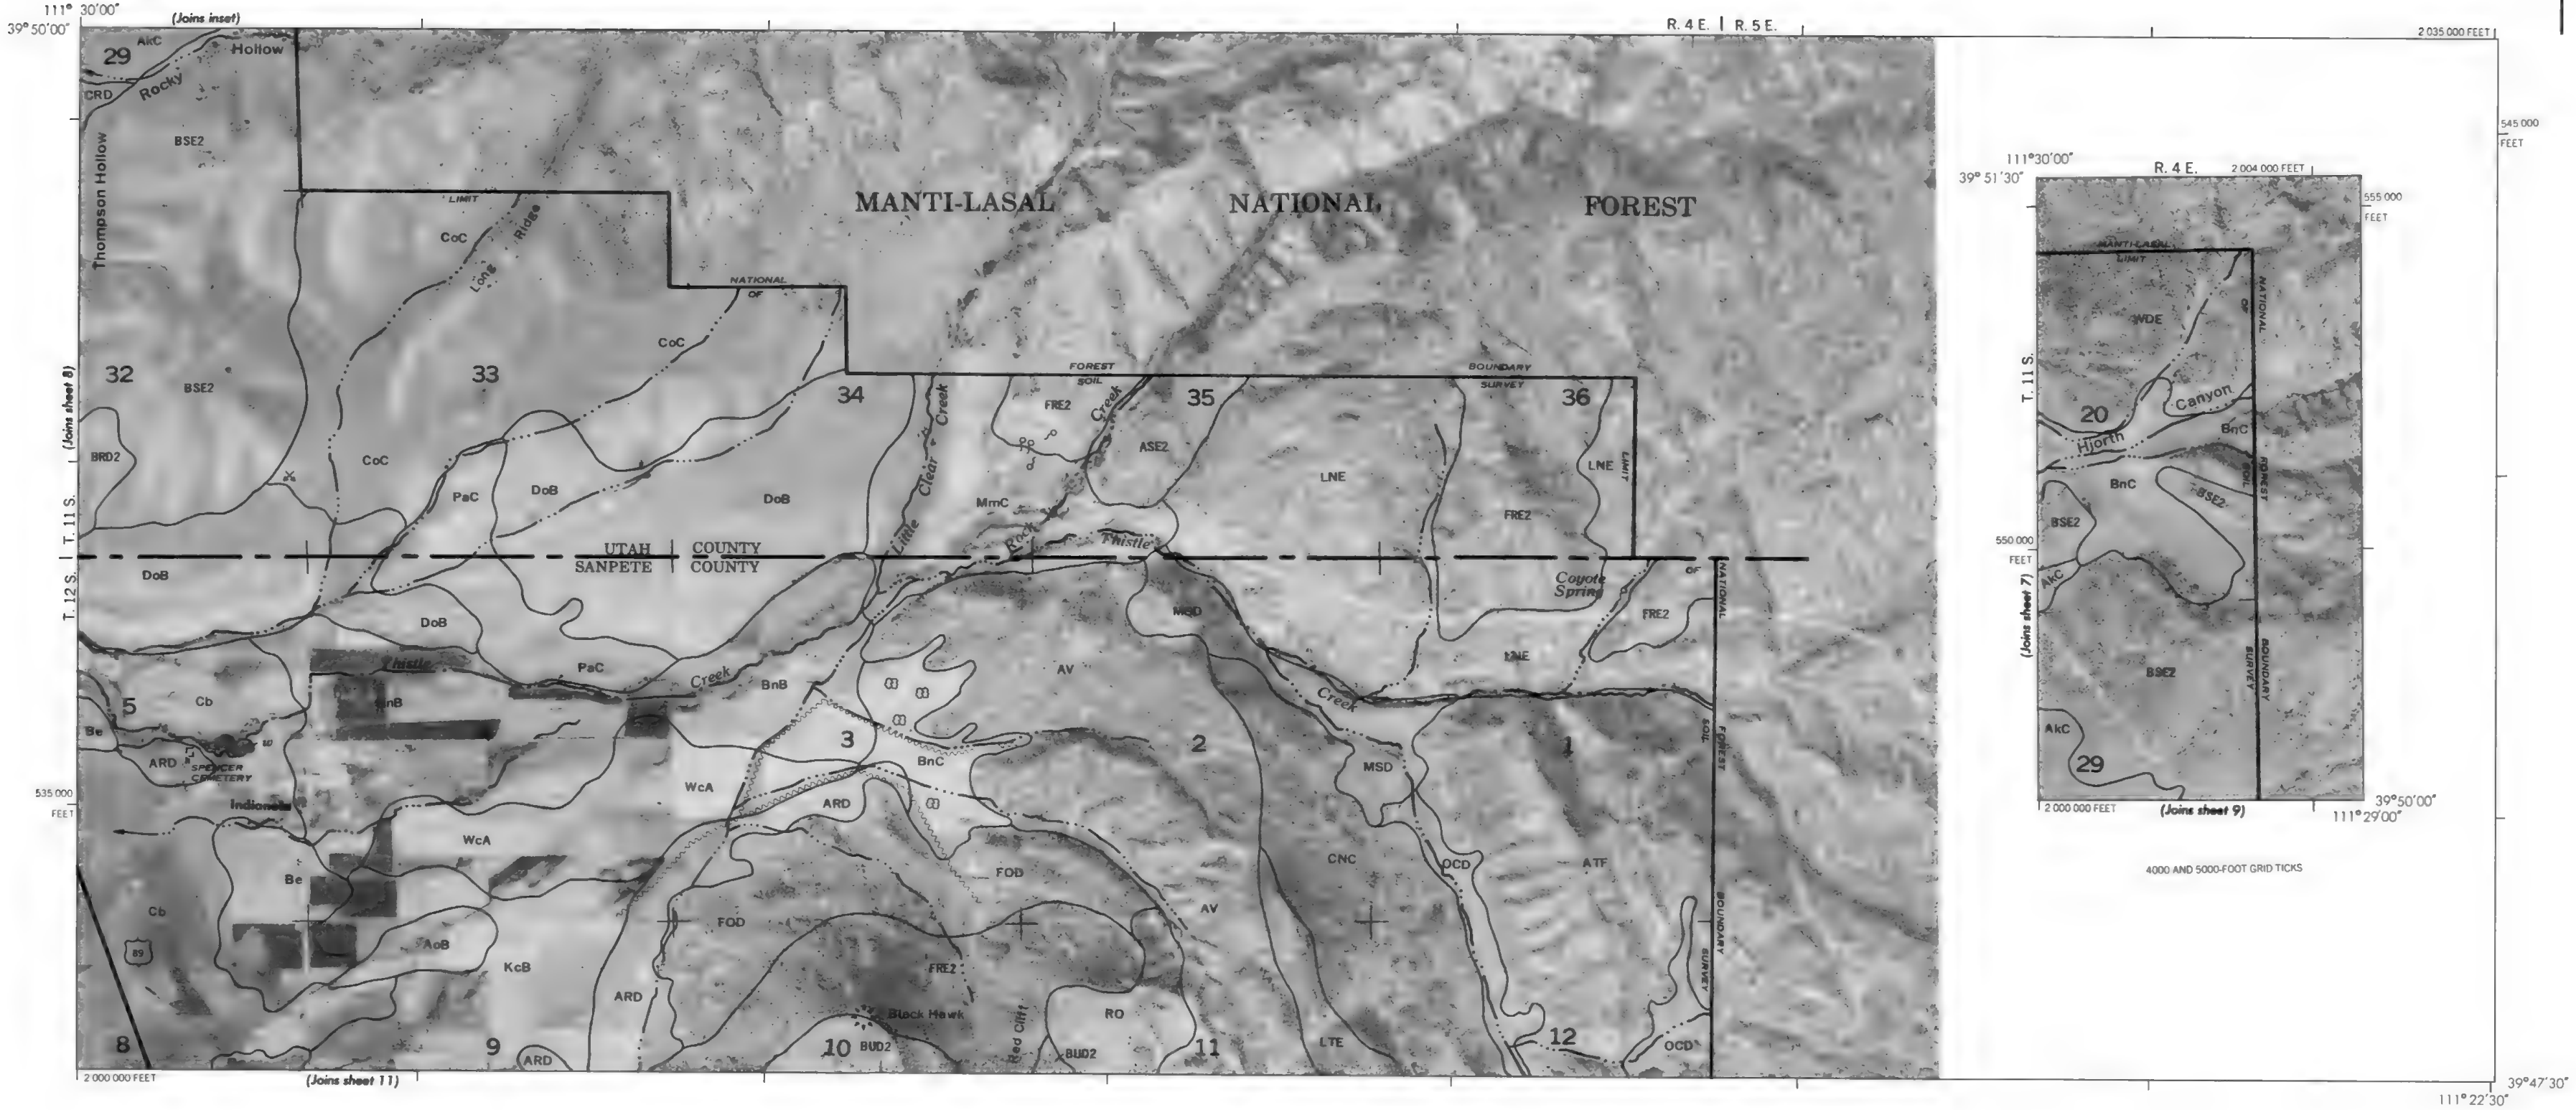 111° 30′00″
(Joins inset)
R. 4 E. | R. 5 E.
39°50′00″
2 035 000 FEET
29
AkC
Hollow
Rocky
CRD
BSE2
Thompson Hollow
545 000
FEET
LIMIT
CoC
Long Ridge
MANTI-LASAL NATIONAL FOREST
NATIONAL
OF
CoC
32
BSE2
33
(Joins sheet 8)
34
FOREST
SOIL
BOUNDARY
SURVEY
35
36
FRE2
Creek
Little Clear Creek
ASE2
LNE
LNE
LIMIT
BRD2
CoC
PaC
DoB
DoB
MmC
FRE2
Rock
Thistle
T. 12 S. | T. 11 S.
UTAH COUNTY
SANPETE COUNTY
DoB
Coyote
Spring
OF
NATIONAL
MSD
FRE2
DoB
Thistle
PaC
Creek
BnB
AV
LNE
5
Cb
BnB
Creek
Be
ARD
SPENCER
CEMETERY
w
3
BnC
2
1
SOIL
FOREST
WcA
MSD
535 000
FEET
Indianola
ARD
WcA
Be
FOD
CNC
OCD
ATF
Cb
89
AoB
FOD
AV
BOUNDARY
SURVEY
KcB
FRE2
ARD
Black Hawk
Red Cliff
RO
8
9
ARD
10
BUD2
BUD2
11
LTE
12
OCD
2 000 000 FEET
(Joins sheet 11)
39°47′30″
111° 22′30″
111°30′00″
39° 51′30″
R. 4 E.
2 004 000 FEET
555 000
FEET
MANTI-LASAL
LIMIT
NATIONAL
OF
WDE
T. 11 S.
20
Canyon
Hjorth
BnC
BnC
BSE2
FOREST
SOIL
BSE2
550 000
FEET
AkC
(Joins sheet 7)
BSE2
BOUNDARY
SURVEY
AkC
29
2 000 000 FEET
(Joins sheet 9)
39°50′00″
111°29′00″
4000 AND 5000-FOOT GRID TICKS